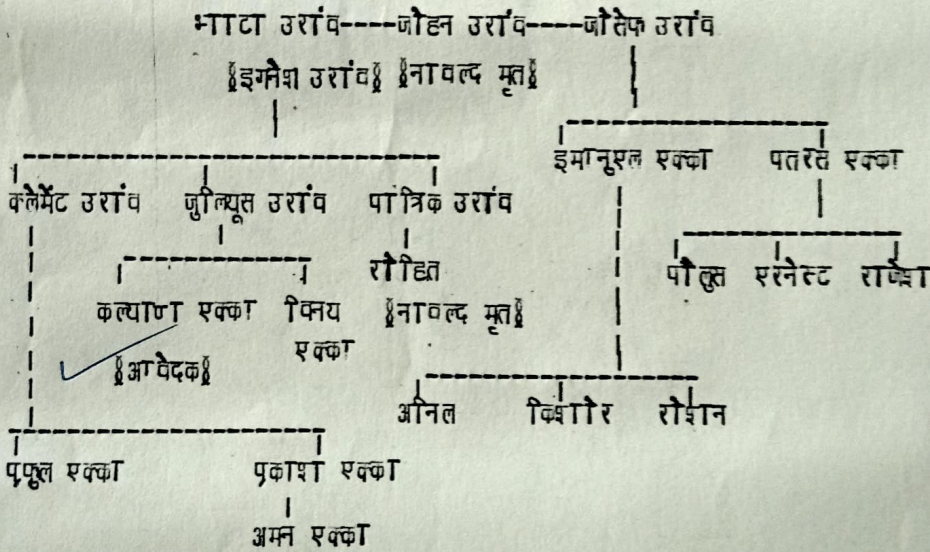 भाटा उरांव----जोहन उरांव----जोसेफ उरांव
(इग्नेश उरांव) (नावल्द मृत)
इमानुएल एक्का पतरस एक्का
क्लेमेंट उरांव जुलियूस उरांव पात्रिक उरांव
रोहित
पौलुस एरनेस्ट राजेश
कल्याण एक्का विनय (नावल्द मृत)
एक्का
(आवेदक)
अनिल किशोर रोशन
प्रफुल एक्का प्रकाश एक्का
अमन एक्का